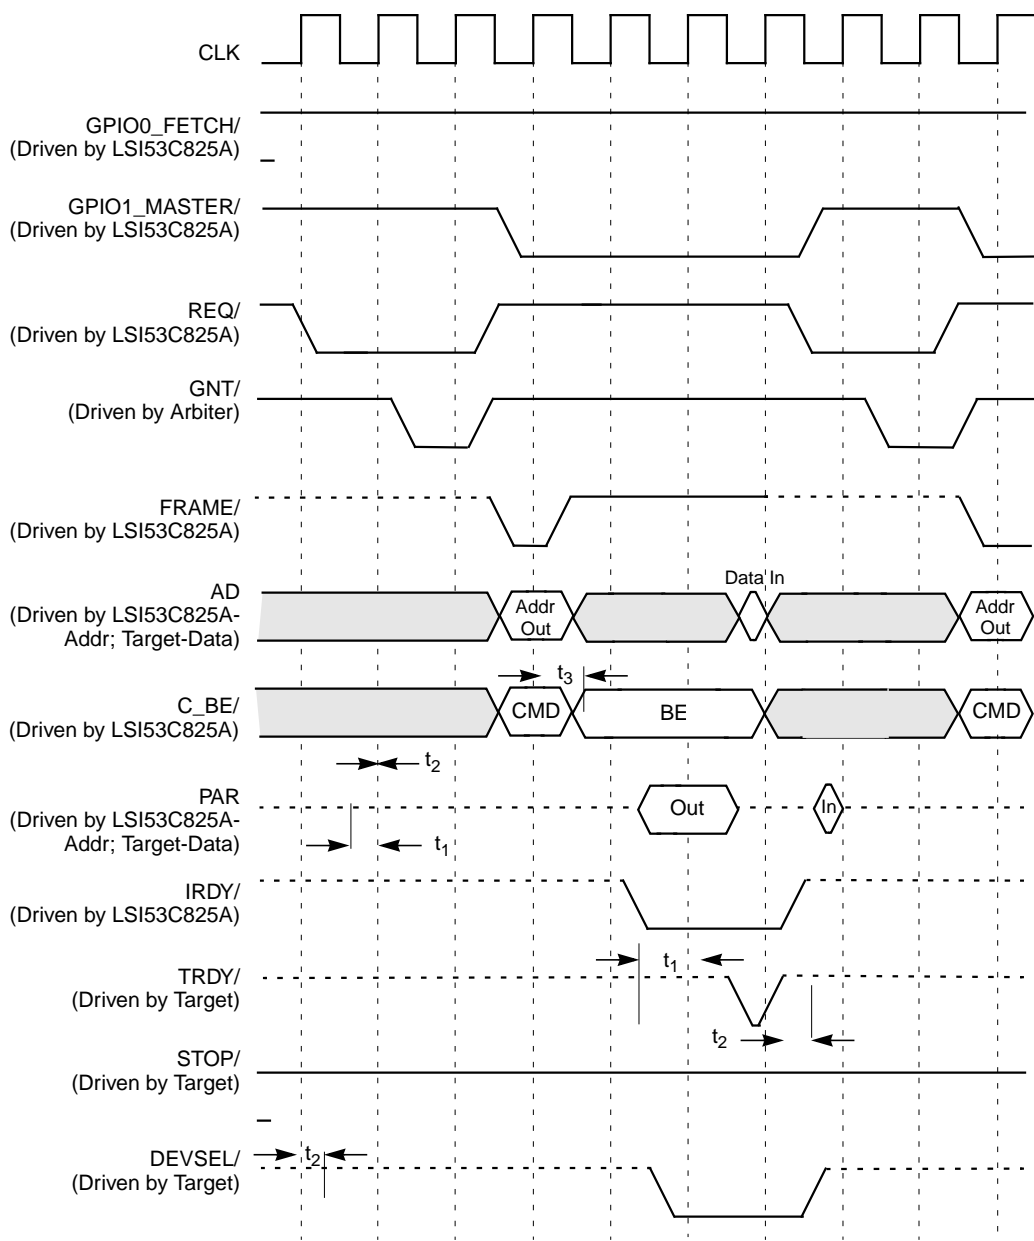 CLK
GPIO0_FETCH/
(Driven by LSI53C825A)
GPIO1_MASTER/
(Driven by LSI53C825A)
REQ/
(Driven by LSI53C825A)
GNT/
(Driven by Arbiter)
FRAME/
(Driven by LSI53C825A)
Data In
AD
(Driven by LSI53C825A-
Addr; Target-Data)
Addr
Out
Addr
Out
t3
C_BE/
(Driven by LSI53C825A)
CMD
BE
CMD
t2
PAR
(Driven by LSI53C825A-
Addr; Target-Data)
Out
In
t1
IRDY/
(Driven by LSI53C825A)
t1
TRDY/
(Driven by Target)
t2
STOP/
(Driven by Target)
t2
DEVSEL/
(Driven by Target)